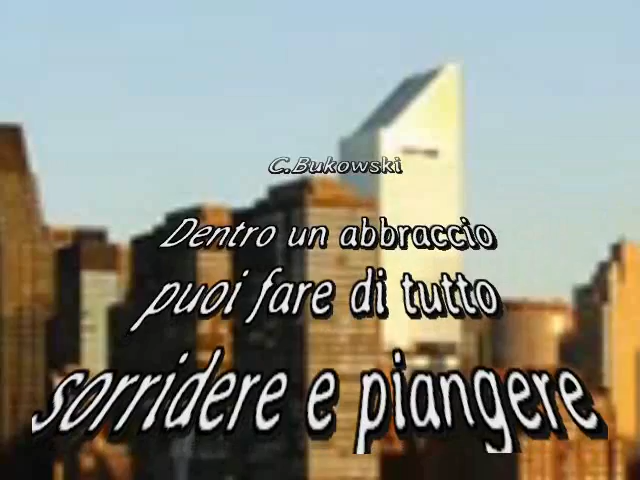 C.Bukowski
Dentro un abbraccio
puoi fare di tutto
sorridere e piangere